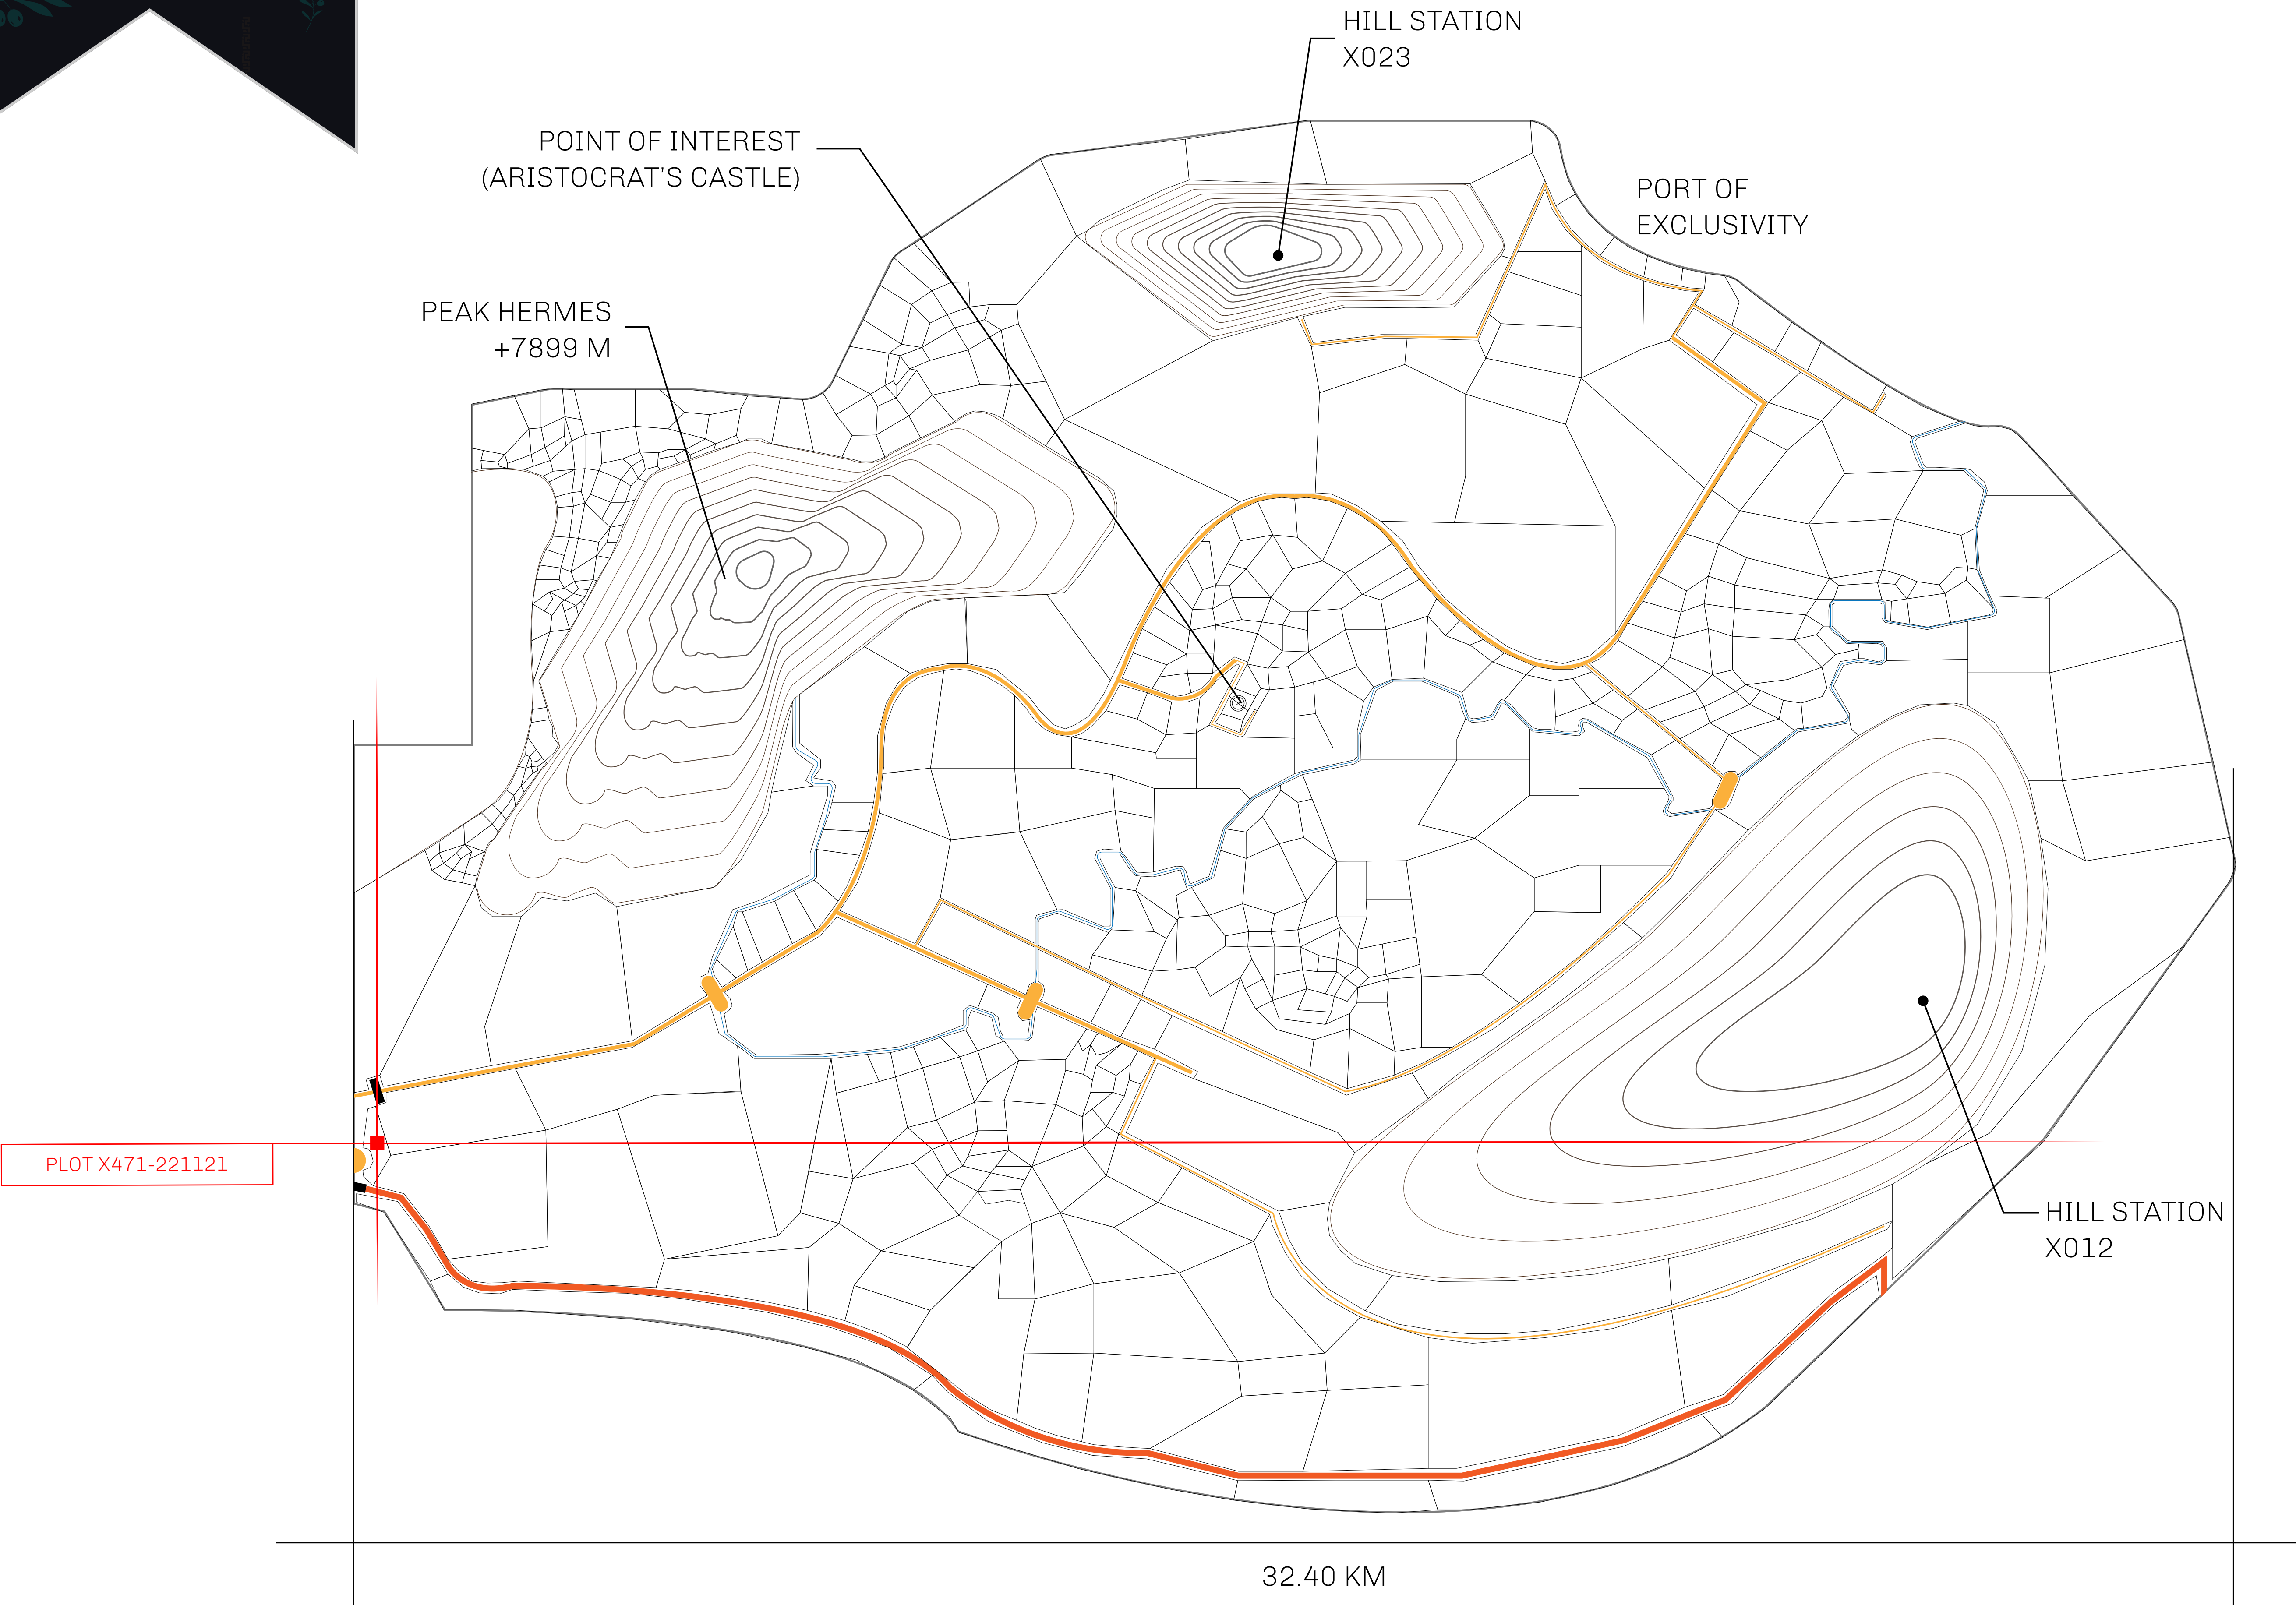 HILL STATION
X023
POINT OF INTEREST
(ARISTOCRAT'S CASTLE)
PORT OF
EXCLUSIVITY
PEAK HERMES
+7899 M
PLOT X471-221121
HILL STATION
X012
32.40 KM